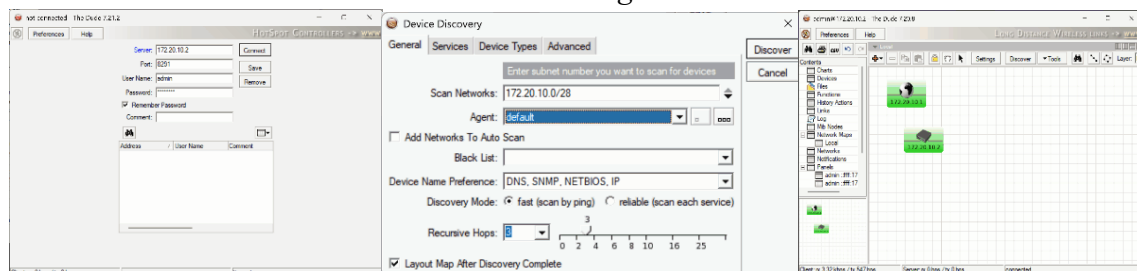 not connected The Dude 7.21.2
Preferences Help
HOTSPOT CONTROLLERS
Server: 172.20.10.2 Connect
Port: 8291 Save
User Name: admin Remove
Password: ********
Remember Password
Comment:
Address / User Name Comment
Device Discovery
General Services Device Types Advanced
Enter subnet number you want to scan for devices
Discover
Cancel
Scan Networks: 172.20.10.0/28
Agent: default
Add Networks To Auto Scan
Black List:
Device Name Preference: DNS, SNMP, NETBIOS, IP
Discovery Mode: fast (scan by ping) reliable (scan each service)
3
Recursive Hops: 3
0 2 4 6 8 10 16 25
Layout Map After Discovery Complete
Preferences Help
LONG DISTANCE WIRELESS LINKS
Settings Discover Tools Layer:
Contents
Charts
Devices
Files
Functions
History Actions
Links
Log
Mib Nodes
Network Maps
Local
Networks
Notifications
Panels
172.20.10.1
172.20.10.2
connected